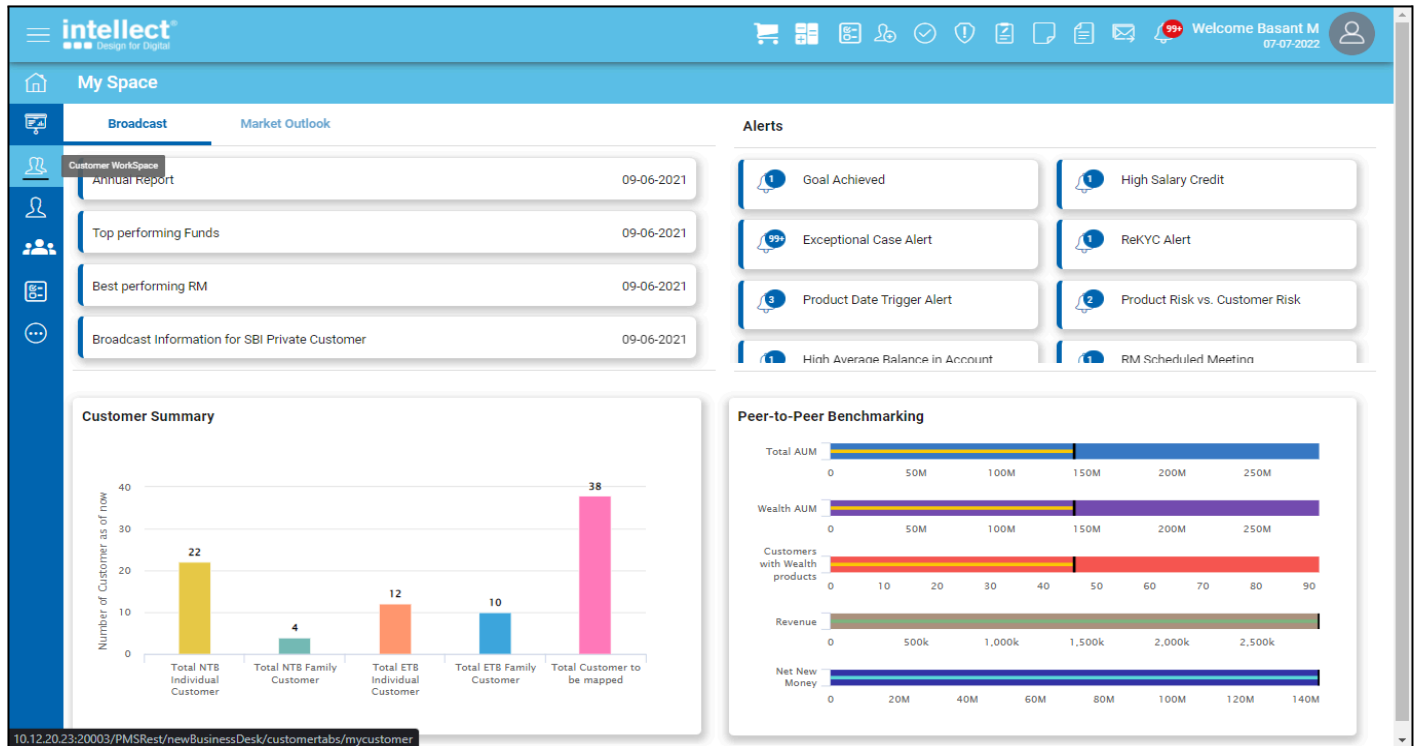 intellect®
Design for Digital
99+
Welcome Basant M
07-07-2022
My Space
Broadcast
Market Outlook
Customer WorkSpace
Annual Report
09-06-2021
Top performing Funds
09-06-2021
Best performing RM
09-06-2021
Broadcast Information for SBI Private Customer
09-06-2021
Alerts
1
Goal Achieved
1
High Salary Credit
99+
Exceptional Case Alert
1
ReKYC Alert
3
Product Date Trigger Alert
2
Product Risk vs. Customer Risk
1
High Average Balance in Account
1
RM Scheduled Meeting
Customer Summary
Number of Customer as of now
40
30
20
10
0
22
4
12
10
38
Total NTB
Individual
Customer
Total NTB Family
Customer
Total ETB
Individual
Customer
Total ETB Family
Customer
Total Customer to
be mapped
Peer-to-Peer Benchmarking
Total AUM
0 50M 100M 150M 200M 250M
Wealth AUM
0 50M 100M 150M 200M 250M
Customers
with Wealth
products
0 10 20 30 40 50 60 70 80 90
Revenue
0 500k 1,000k 1,500k 2,000k 2,500k
Net New
Money
0 20M 40M 60M 80M 100M 120M 140M
10.12.20.23:20003/PMSRest/newBusinessDesk/customertabs/mycustomer